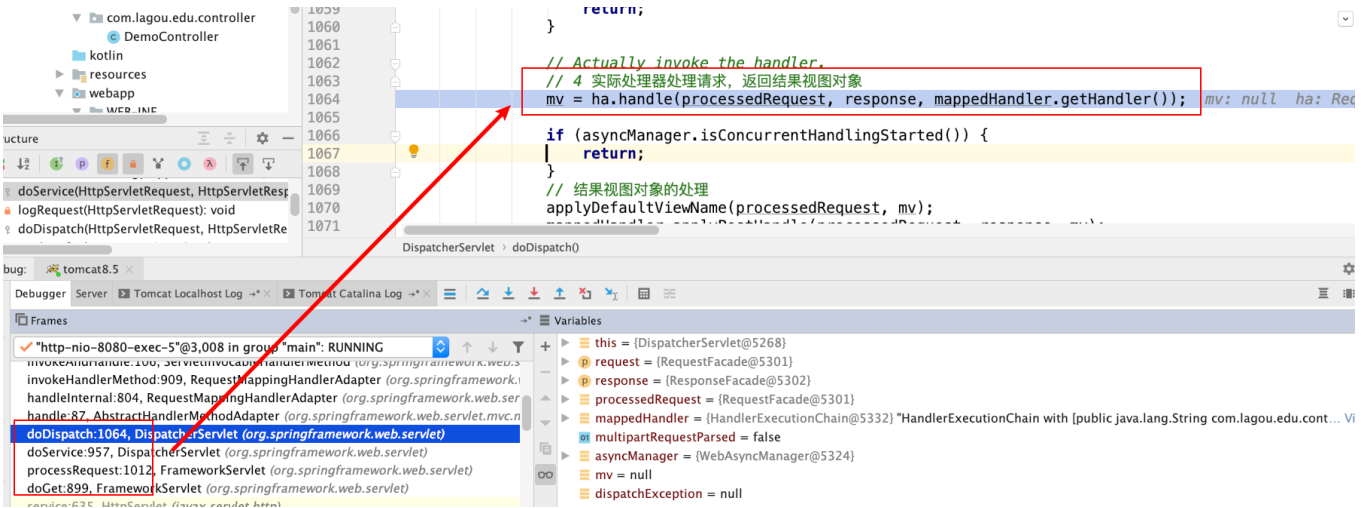 com.lagou.edu.controller
DemoController
kotlin
resources
webapp
WEB-INF
1059 return;
1060 }
1061
1062 // Actually invoke the handler.
1063 // 4 实际处理器处理请求，返回结果视图对象
1064 mv = ha.handle(processedRequest, response, mappedHandler.getHandler()); mv: null ha: Req
1065
1066 if (asyncManager.isConcurrentHandlingStarted()) {
1067 return;
1068 }
1069 // 结果视图对象的处理
1070 applyDefaultViewName(processedRequest, mv);
1071 mappedHandler.applyPostHandle(processedRequest, response, mv);
DispatcherServlet › doDispatch()
ucture
doService(HttpServletRequest, HttpServletResp
logRequest(HttpServletRequest): void
doDispatch(HttpServletRequest, HttpServletRe
bug: tomcat8.5
Debugger Server Tomcat Localhost Log Tomcat Catalina Log
Frames
"http-nio-8080-exec-5"@3,008 in group "main": RUNNING
invokeAndHandle:106, ServletInvocableHandlerMethod (org.springframework.web.s
invokeHandlerMethod:909, RequestMappingHandlerAdapter (org.springframework.
handleInternal:804, RequestMappingHandlerAdapter (org.springframework.web.s
handle:87, AbstractHandlerMethodAdapter (org.springframework.web.servlet.mvc.n
doDispatch:1064, DispatcherServlet (org.springframework.web.servlet)
doService:957, DispatcherServlet (org.springframework.web.servlet)
processRequest:1012, FrameworkServlet (org.springframework.web.servlet)
doGet:899, FrameworkServlet (org.springframework.web.servlet)
service:635, HttpServlet (javax.servlet.http)
Variables
this = {DispatcherServlet@5268}
request = {RequestFacade@5301}
response = {ResponseFacade@5302}
processedRequest = {RequestFacade@5301}
mappedHandler = {HandlerExecutionChain@5332} "HandlerExecutionChain with [public java.lang.String com.lagou.edu.cont... Vi
multipartRequestParsed = false
asyncManager = {WebAsyncManager@5324}
mv = null
dispatchException = null